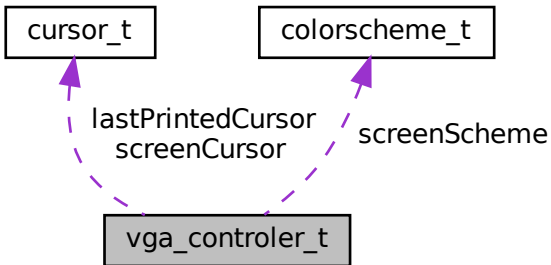 cursor_t
colorscheme_t
lastPrintedCursor
screenCursor
screenScheme
vga_controler_t